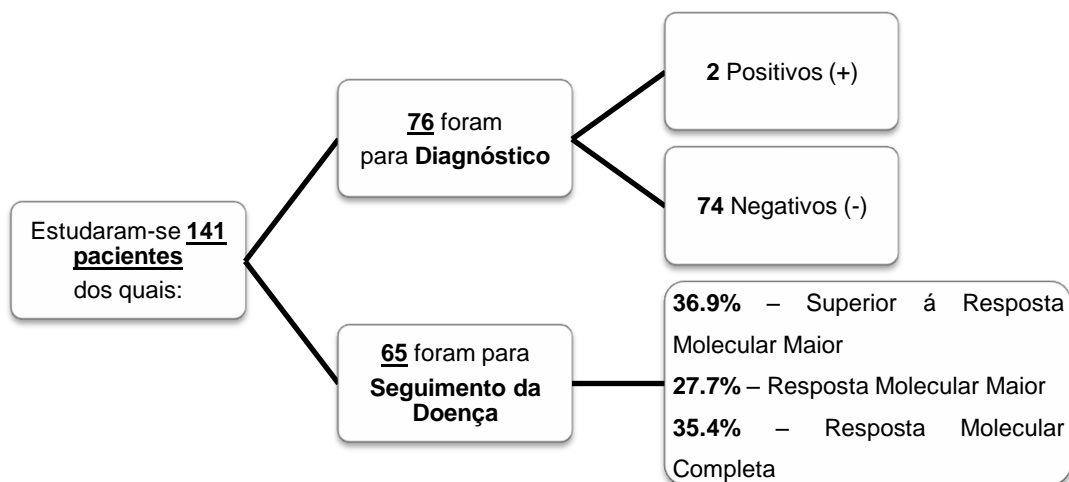 Estudaram-se 141
pacientes
dos quais:
76 foram
para Diagnóstico
2 Positivos (+)
74 Negativos (-)
65 foram para
Seguimento da
Doença
36.9% – Superior á Resposta
Molecular Maior
27.7% – Resposta Molecular Maior
35.4% – Resposta Molecular
Completa